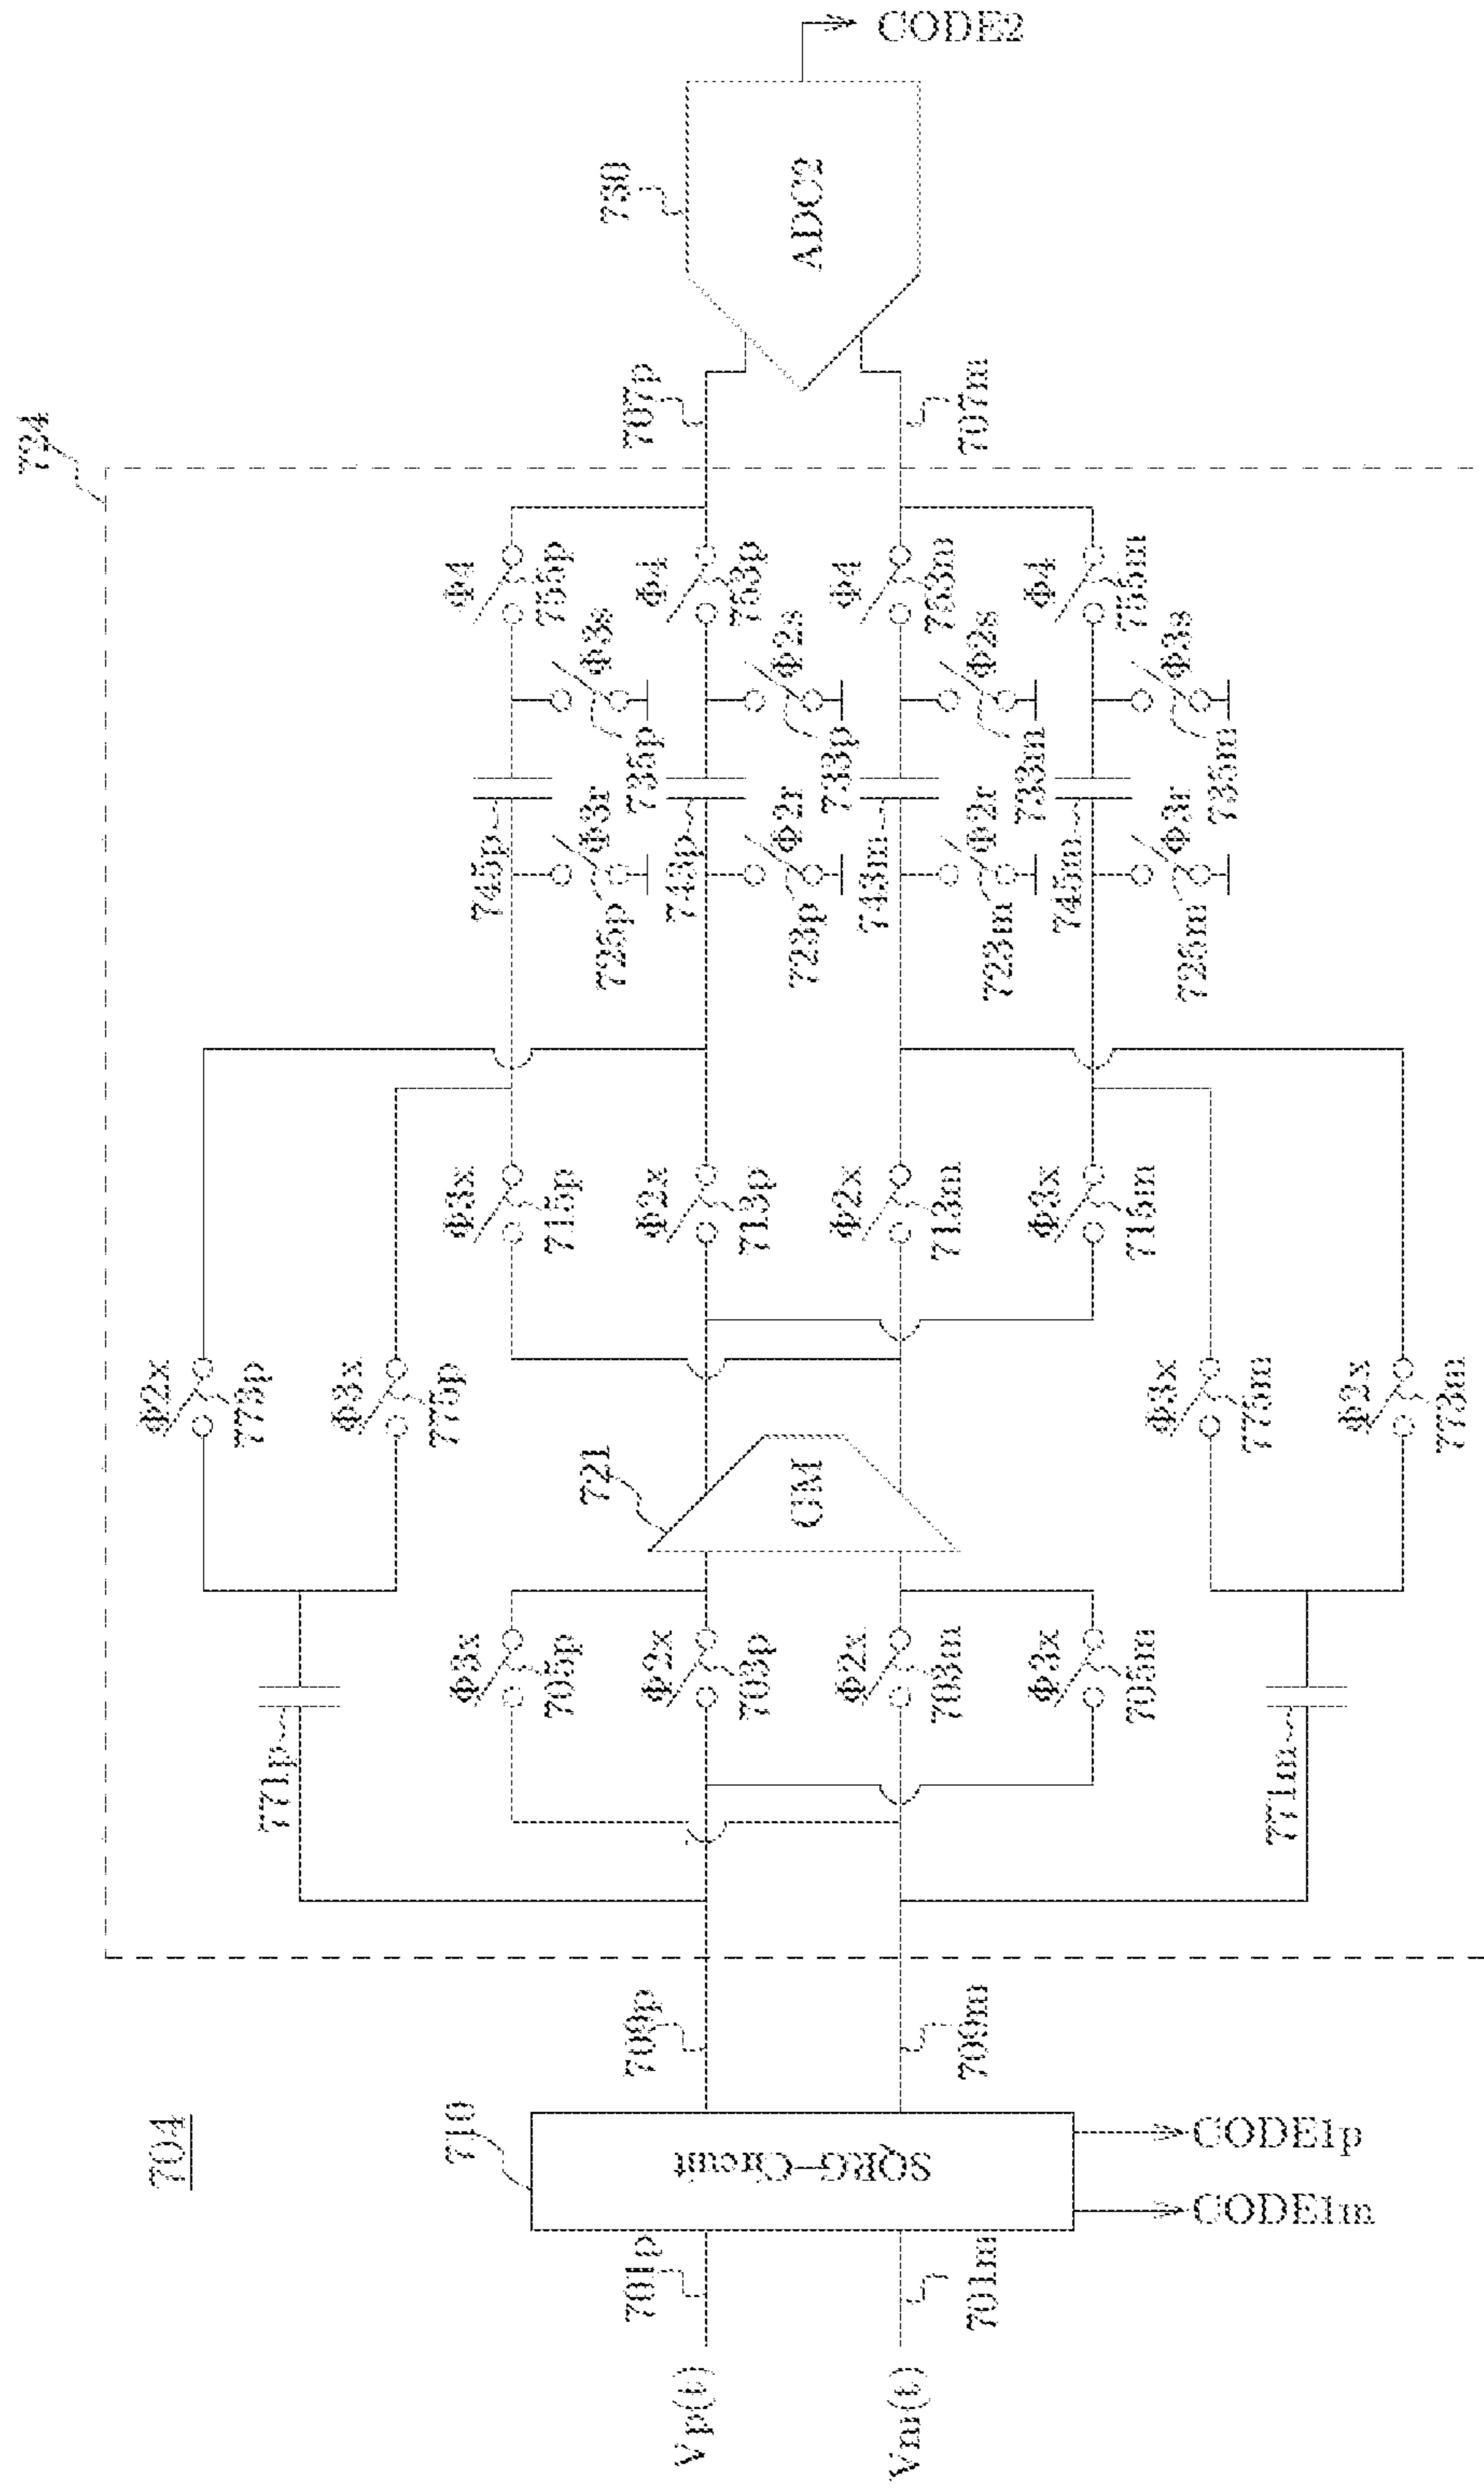 704
724
Φ2x
773p
771p
Φ3x
775p
Φ3x
705p
Φ3x
715p
745p
Φ3r
725p
Φ3s
735p
Φ4
755p
710
701p
709p
721
707p
730
Vp(t)
Φ2x
703p
Φ2x
713p
743p
Φ2r
723p
Φ2s
733p
Φ4
753p
SQRG-Circuit
GM
ADC2
CODE2
Vm(t)
701m
709m
Φ2x
703m
Φ2x
713m
743m
Φ2r
723m
Φ2s
733m
Φ4
753m
707m
Φ3x
705m
Φ3x
715m
745m
Φ3r
725m
Φ3s
735m
Φ4
755m
CODE1m
CODE1p
771m
Φ3x
775m
Φ2x
773m